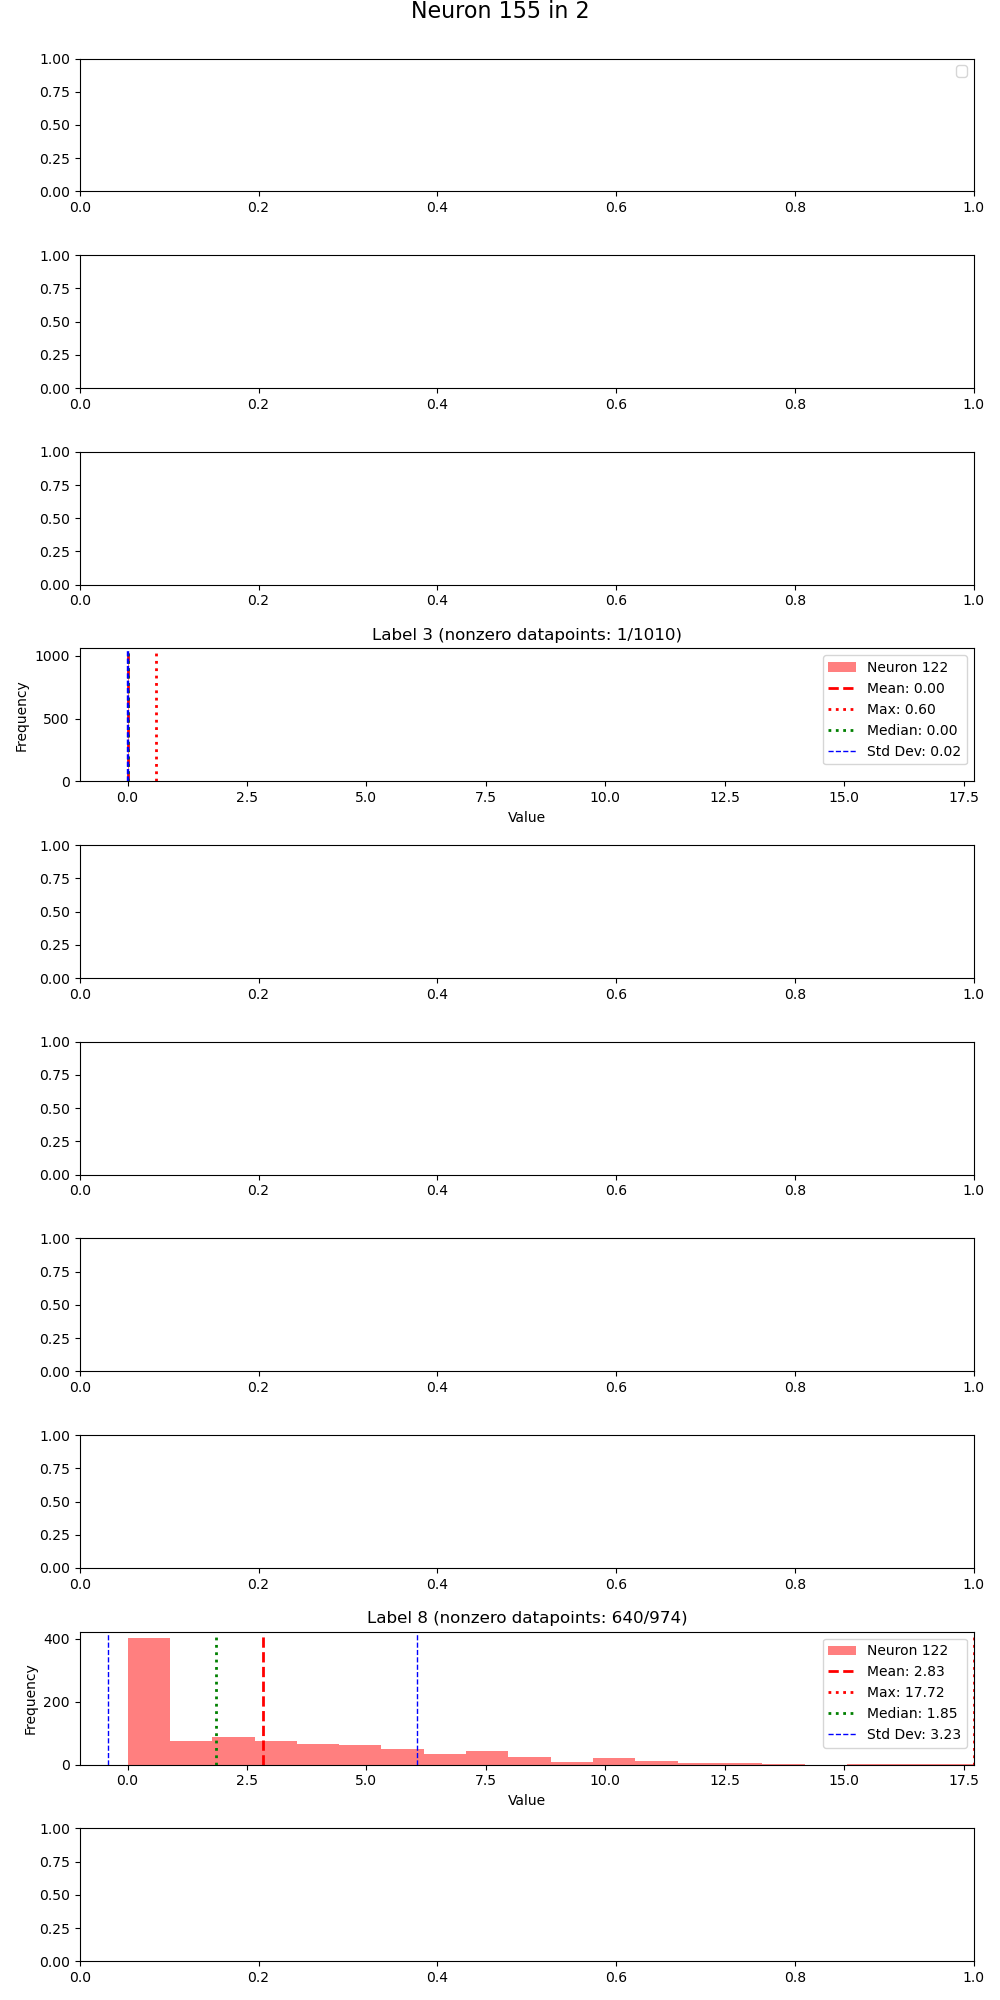 Neuron 155 in 2
1.00
0.75
0.50
0.25
0.00
0.0 0.2 0.4 0.6 0.8 1.0
1.00
0.75
0.50
0.25
0.00
0.0 0.2 0.4 0.6 0.8 1.0
1.00
0.75
0.50
0.25
0.00
0.0 0.2 0.4 0.6 0.8 1.0
Label 3 (nonzero datapoints: 1/1010)
Frequency
1000
500
0
Neuron 122
Mean: 0.00
Max: 0.60
Median: 0.00
Std Dev: 0.02
0.0 2.5 5.0 7.5 10.0 12.5 15.0 17.5
Value
1.00
0.75
0.50
0.25
0.00
0.0 0.2 0.4 0.6 0.8 1.0
1.00
0.75
0.50
0.25
0.00
0.0 0.2 0.4 0.6 0.8 1.0
1.00
0.75
0.50
0.25
0.00
0.0 0.2 0.4 0.6 0.8 1.0
1.00
0.75
0.50
0.25
0.00
0.0 0.2 0.4 0.6 0.8 1.0
Label 8 (nonzero datapoints: 640/974)
Frequency
400
200
0
Neuron 122
Mean: 2.83
Max: 17.72
Median: 1.85
Std Dev: 3.23
0.0 2.5 5.0 7.5 10.0 12.5 15.0 17.5
Value
1.00
0.75
0.50
0.25
0.00
0.0 0.2 0.4 0.6 0.8 1.0